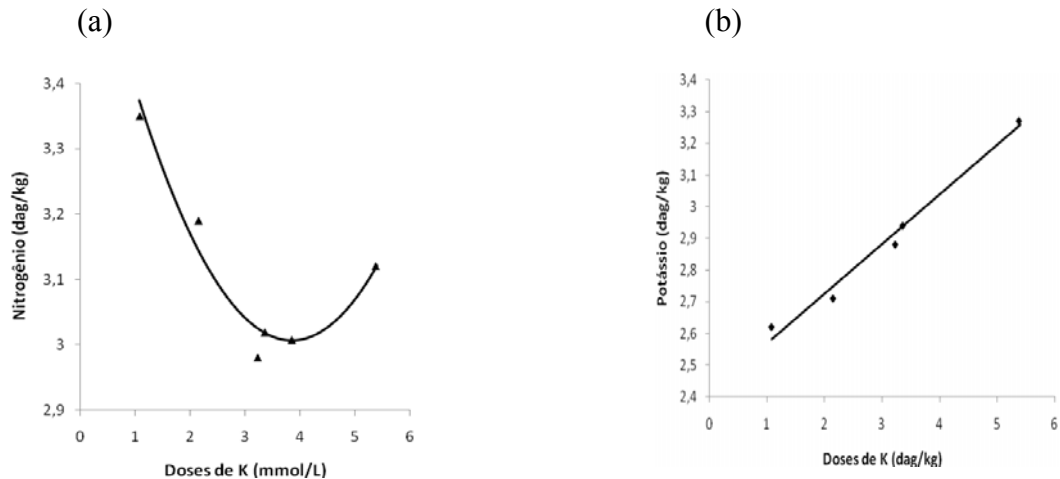 (a)
Nitrogênio (dag/kg)
3,4
3,3
3,2
3,1
3
2,9
0 1 2 3 4 5 6
Doses de K (mmol/L)
(b)
Potássio (dag/kg)
3,4
3,3
3,2
3,1
3
2,9
2,8
2,7
2,6
2,5
2,4
0 1 2 3 4 5 6
Doses de K (dag/kg)